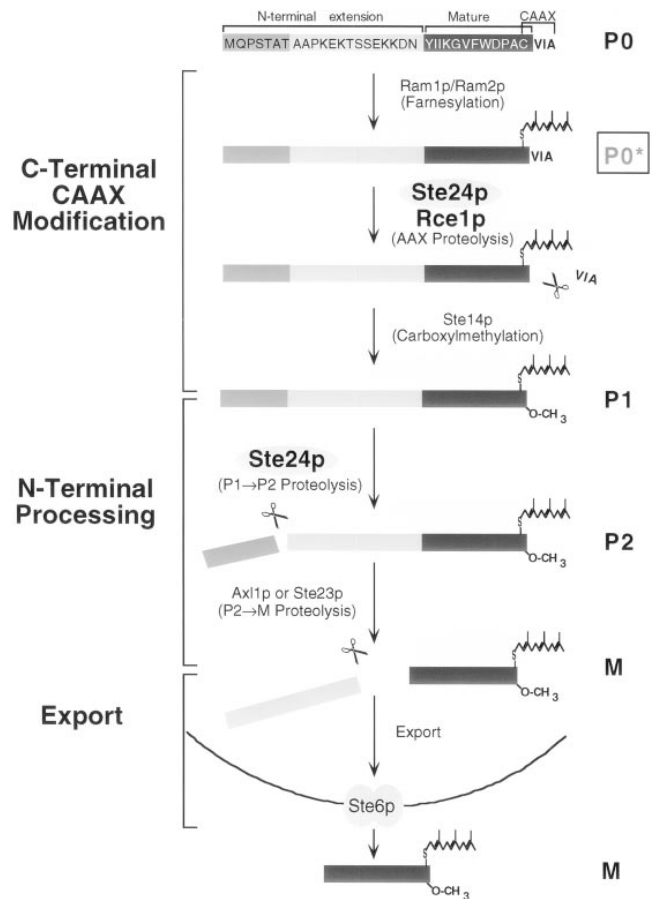 N-terminal extension Mature CAAX
MQPSTAT AAPKEKTSSEKKDN YIIKGVFWDPAC VIA P0
Ram1p/Ram2p
(Farnesylation)
S
VIA
P0*
C-Terminal
CAAX
Modification
Ste24p
Rce1p
(AAX Proteolysis)
S
VIA
Ste14p
(Carboxylmethylation)
S
P1
O-CH3
N-Terminal
Processing
Ste24p
(P1→P2 Proteolysis)
S
P2
O-CH3
Axl1p or Ste23p
(P2→M Proteolysis)
S
M
O-CH3
Export
Export
Ste6p
S
M
O-CH3